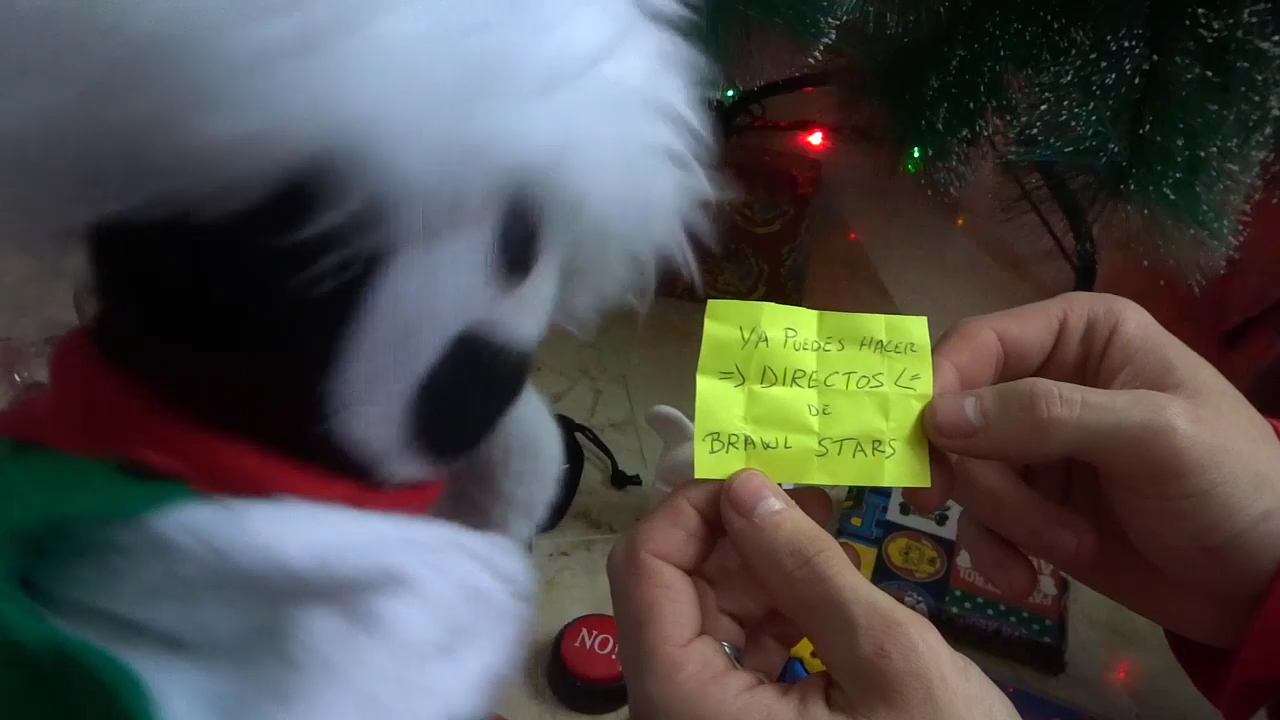 YA PUEDES HACER
=> DIRECTOS <=
DE
BRAWL STARS
¡NO